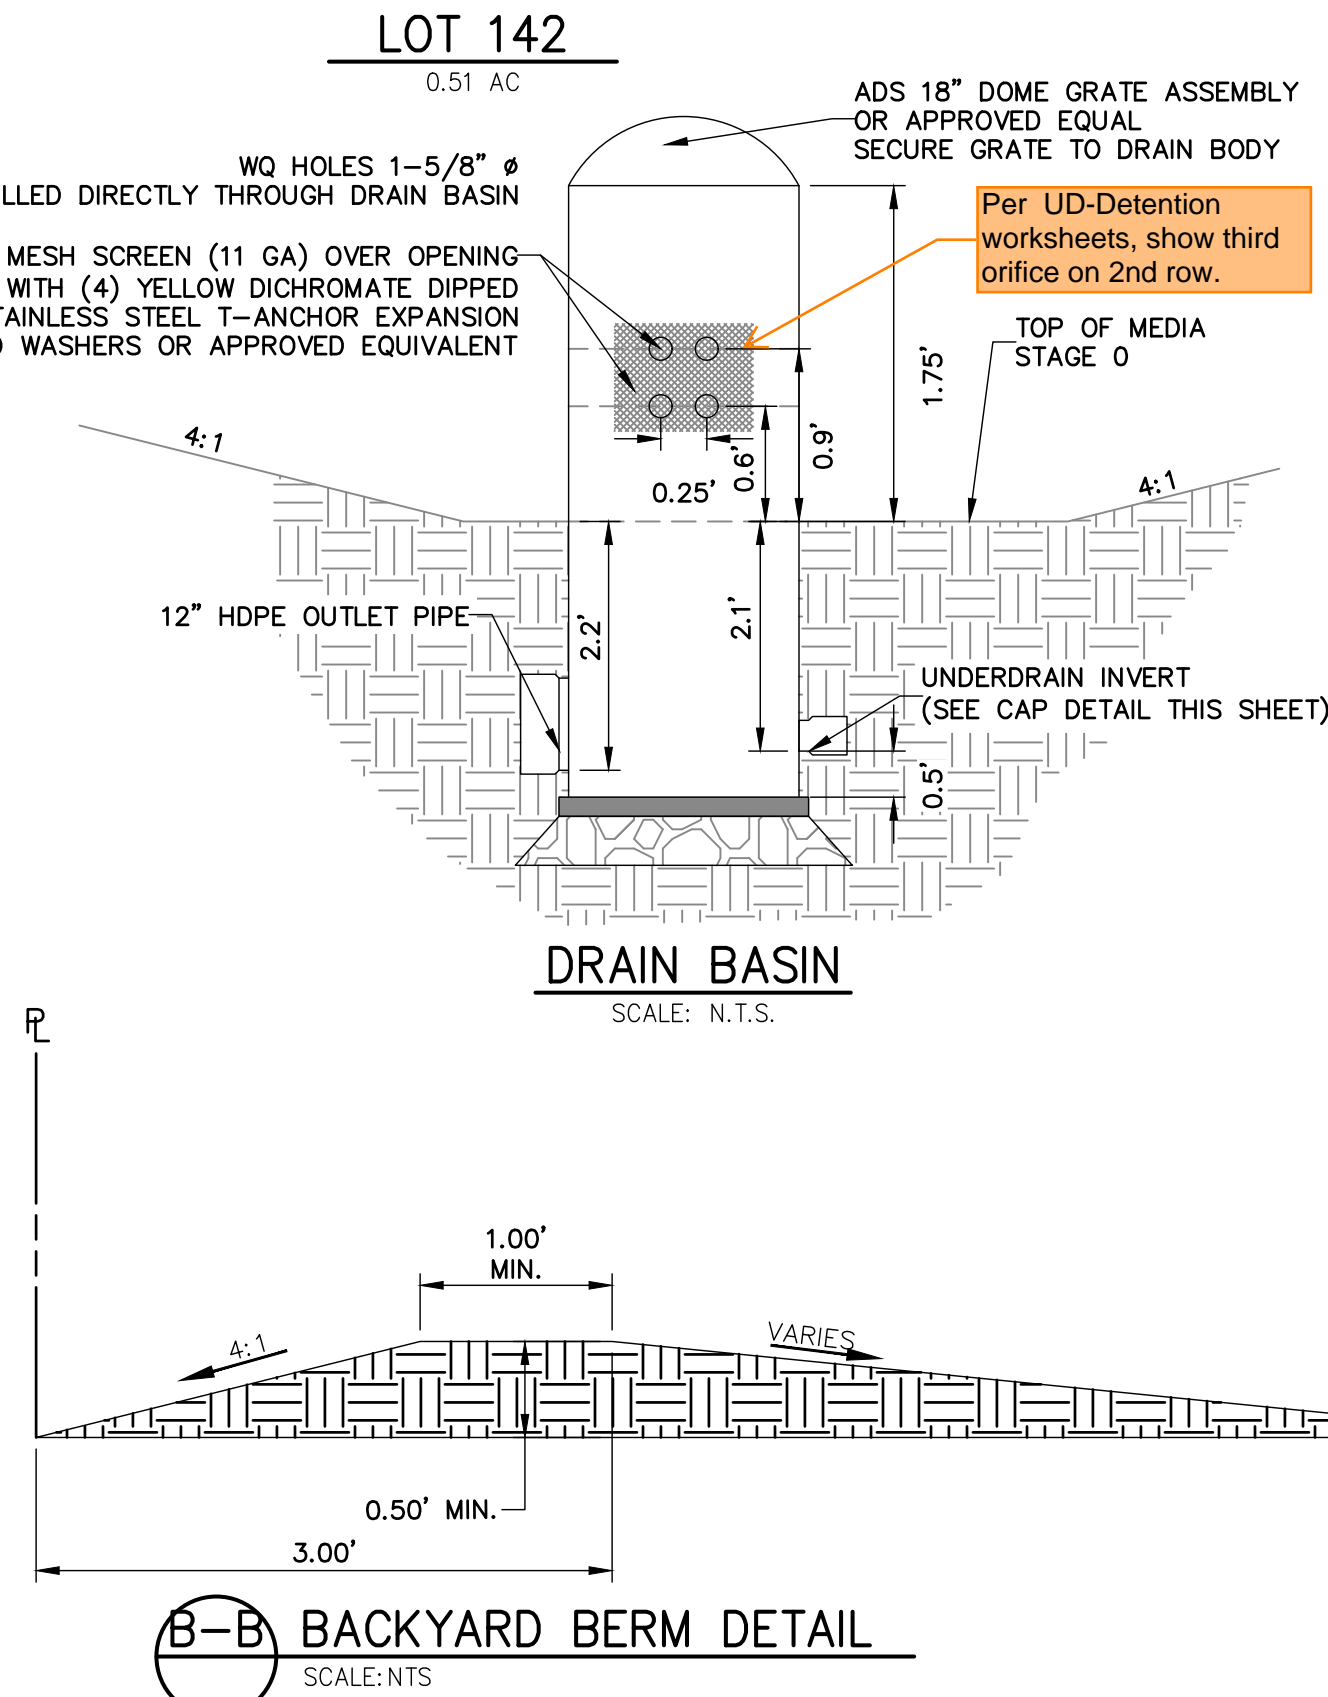 LOT 142
0.51 AC
ADS 18” DOME GRATE ASSEMBLY
OR APPROVED EQUAL
SECURE GRATE TO DRAIN BODY
WQ HOLES 1-5/8” ø
LLED DIRECTLY THROUGH DRAIN BASIN
MESH SCREEN (11 GA) OVER OPENING
WITH (4) YELLOW DICHROMATE DIPPED
TAINLESS STEEL T-ANCHOR EXPANSION
WASHERS OR APPROVED EQUIVALENT
Per UD-Detention
worksheets, show third
orifice on 2nd row.
TOP OF MEDIA
STAGE 0
1.75’
4:1
0.6’
0.9’
0.25’
4:1
12” HDPE OUTLET PIPE
2.2’
2.1’
UNDERDRAIN INVERT
(SEE CAP DETAIL THIS SHEET)
0.5’
DRAIN BASIN
SCALE: N.T.S.
PL
1.00’
MIN.
4:1
VARIES
0.50’ MIN.
3.00’
B-B BACKYARD BERM DETAIL
SCALE:NTS